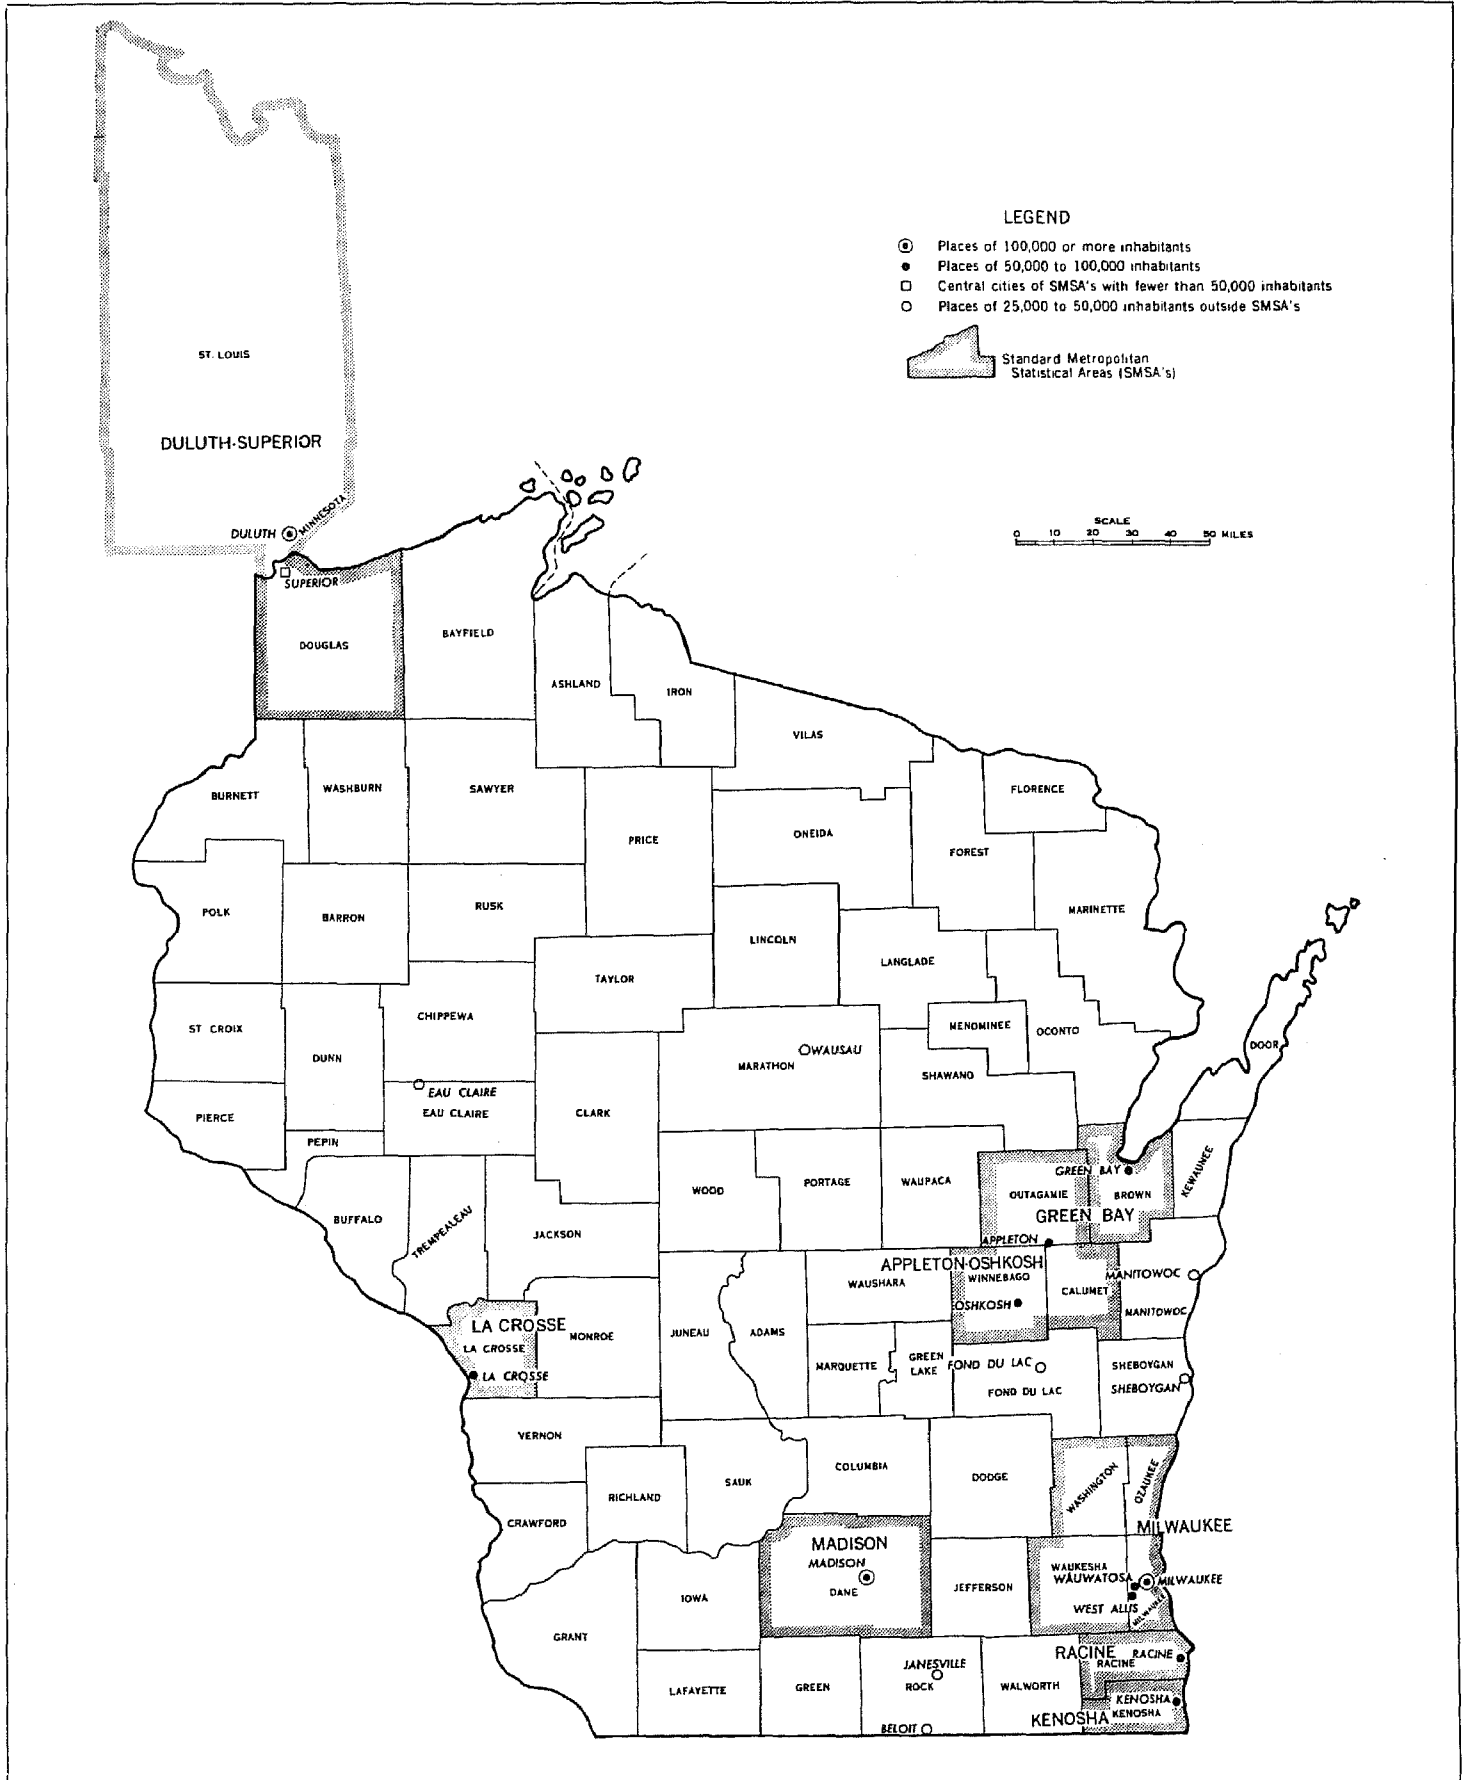 LEGEND
Places of 100,000 or more inhabitants
Places of 50,000 to 100,000 inhabitants
Central cities of SMSA's with fewer than 50,000 inhabitants
Places of 25,000 to 50,000 inhabitants outside SMSA's
Standard Metropolitan
Statistical Areas (SMSA's)
ST. LOUIS
DULUTH-SUPERIOR
MINNESOTA
DULUTH
SCALE
0 10 20 30 40 50 MILES
SUPERIOR
DOUGLAS
BAYFIELD
ASHLAND
IRON
VILAS
BURNETT
WASHBURN
SAWYER
FLORENCE
PRICE
ONEIDA
FOREST
POLK
BARRON
RUSK
MARINETTE
LINCOLN
LANGLADE
TAYLOR
CHIPPEWA
ST CROIX
MENOMINEE
OCONTO
DOOR
DUNN
WAUSAU
MARATHON
SHAWANO
EAU CLAIRE
EAU CLAIRE
CLARK
PIERCE
PEPIN
GREEN BAY
KEWAUNEE
WOOD
PORTAGE
WAUPACA
OUTAGAMIE
BROWN
GREEN BAY
BUFFALO
TREMPEALEAU
JACKSON
APPLETON
APPLETON-OSHKOSH
WAUSHARA
WINNEBAGO
CALUMET
MANITOWOC
OSHKOSH
MANITOWOC
LA CROSSE
MONROE
JUNEAU
ADAMS
LA CROSSE
LA CROSSE
MARQUETTE
GREEN
LAKE
FOND DU LAC
FOND DU LAC
SHEBOYGAN
SHEBOYGAN
VERNON
COLUMBIA
DODGE
WASHINGTON
OZAUKEE
SAUK
RICHLAND
CRAWFORD
MILWAUKEE
MADISON
MADISON
DANE
JEFFERSON
WAUKESHA
WAUWATOSA
MILWAUKEE
WEST ALLIS
MILWAUKEE
IOWA
GRANT
RACINE
RACINE
RACINE
JANESVILLE
ROCK
LAFAYETTE
GREEN
WALWORTH
KENOSHA
KENOSHA
KENOSHA
BELOIT